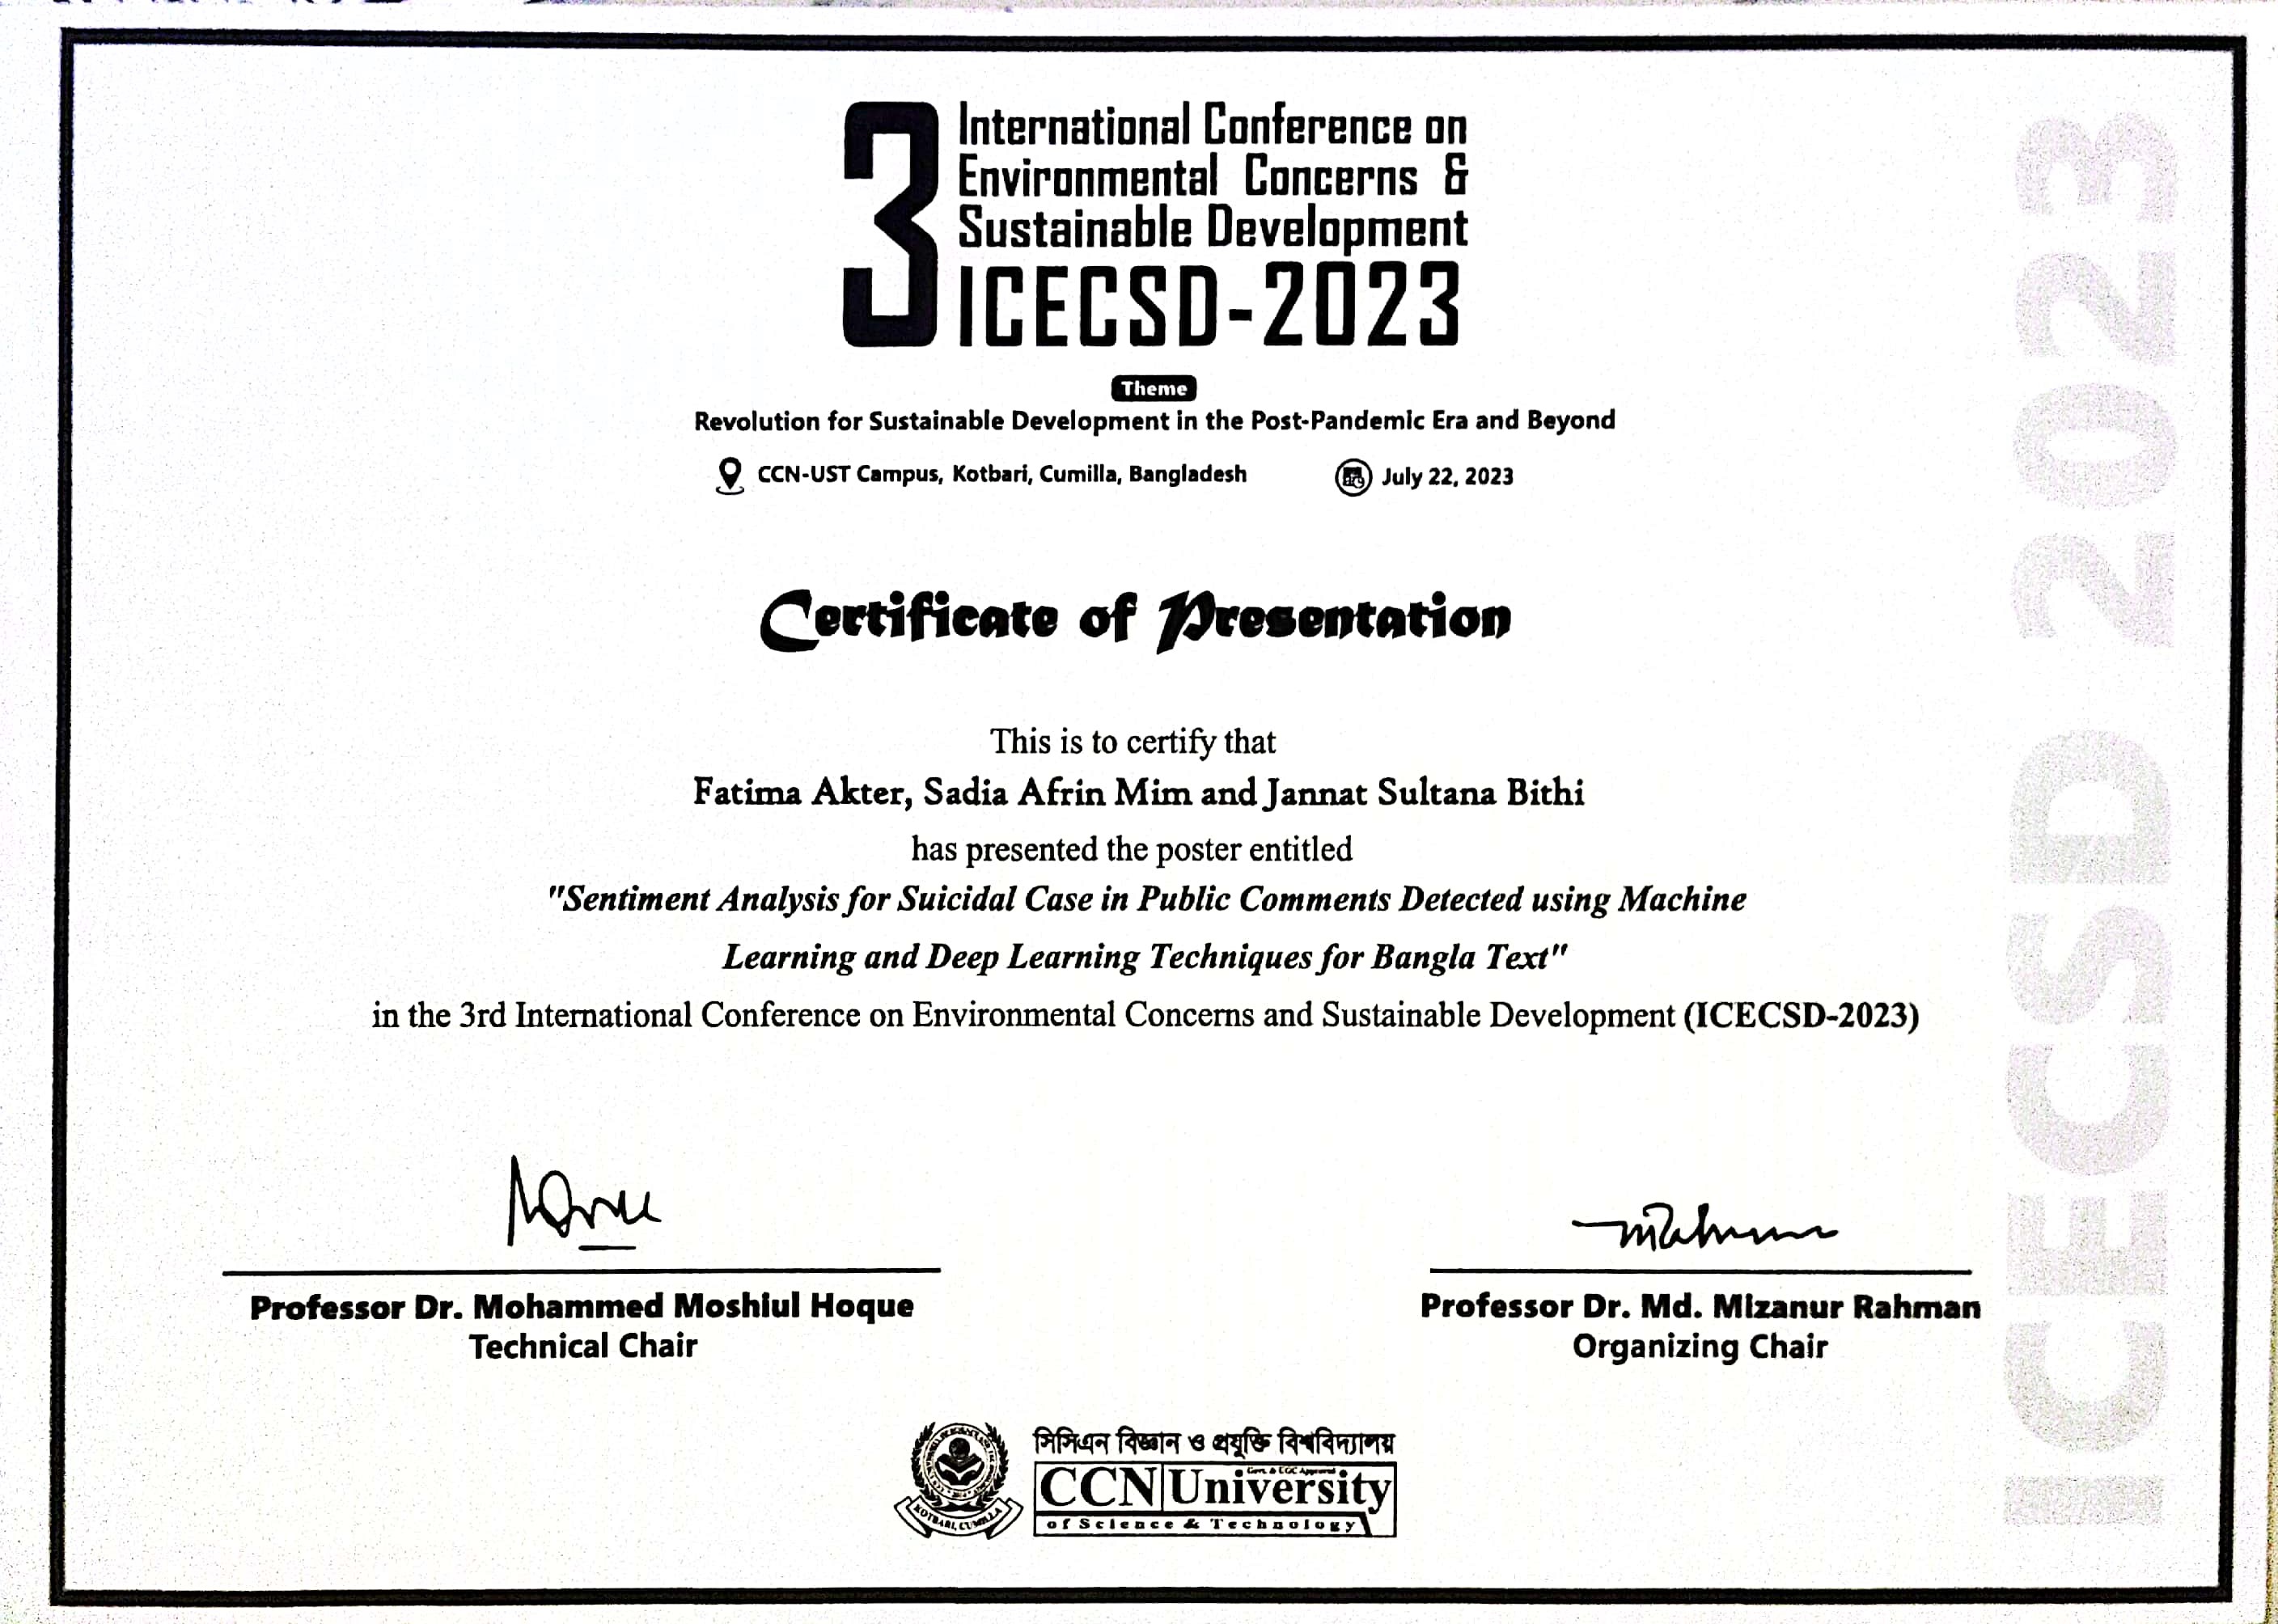 3 International Conference on
Environmental Concerns &
Sustainable Development
ICECSD-2023
Theme
Revolution for Sustainable Development in the Post-Pandemic Era and Beyond
CCN-UST Campus, Kotbari, Cumilla, Bangladesh
July 22, 2023
Certificate of Presentation
This is to certify that
Fatima Akter, Sadia Afrin Mim and Jannat Sultana Bithi
has presented the poster entitled
"Sentiment Analysis for Suicidal Case in Public Comments Detected using Machine
Learning and Deep Learning Techniques for Bangla Text"
in the 3rd International Conference on Environmental Concerns and Sustainable Development (ICECSD-2023)
Professor Dr. Mohammed Moshiul Hoque
Technical Chair
Professor Dr. Md. Mizanur Rahman
Organizing Chair
সিসিএন বিজ্ঞান ও প্রযুক্তি বিশ্ববিদ্যালয়
Govt. & UGC Approved
CCN University
of Science & Technology
KOTBARI, CUMILLA
ICECSD 2023